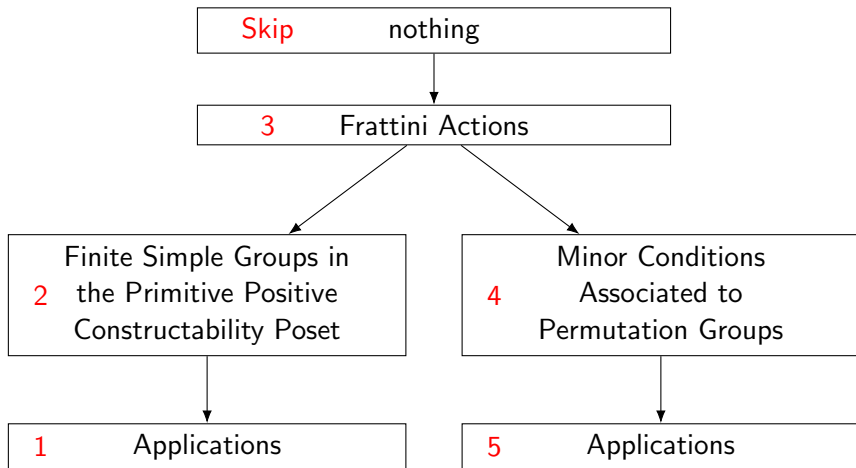 Skip nothing
3 Frattini Actions
Finite Simple Groups in
2 the Primitive Positive
Constructability Poset
Minor Conditions
4 Associated to
Permutation Groups
1 Applications
5 Applications